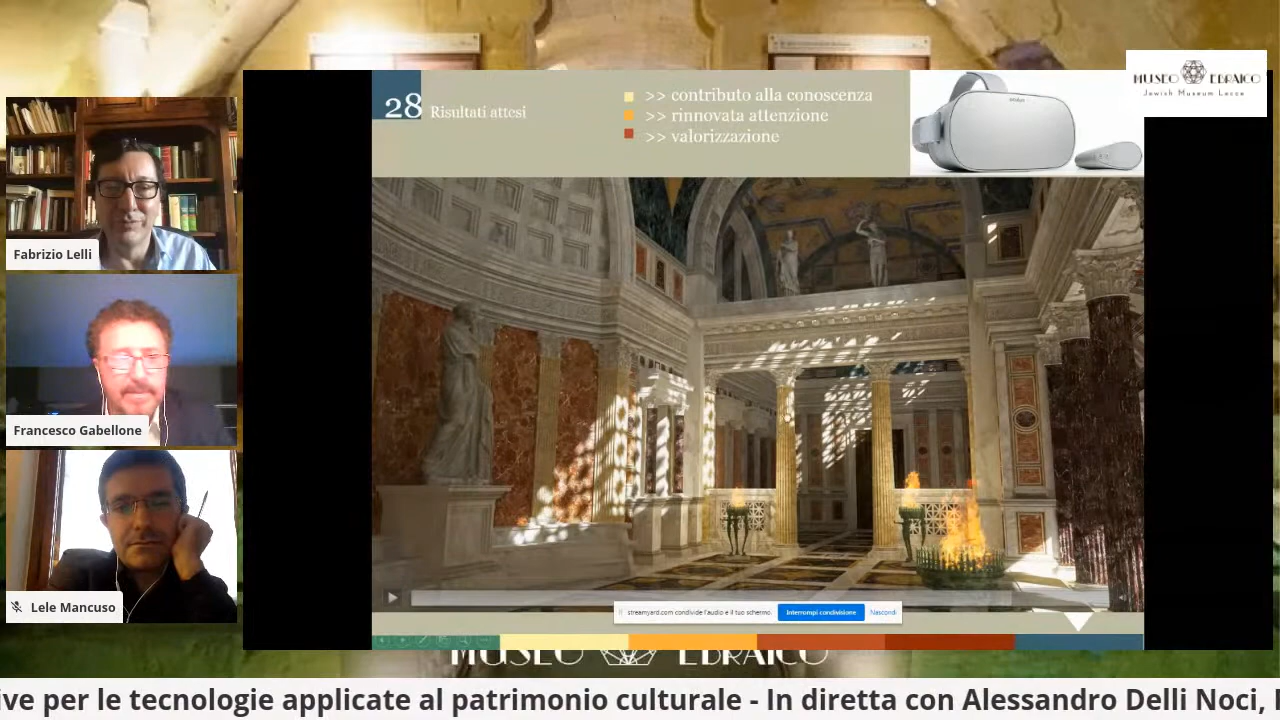 MUSEO EBRAICO
Jewish Museum Lecce
28 Risultati attesi
>> contributo alla conoscenza
>> rinnovata attenzione
>> valorizzazione
Fabrizio Lelli
Francesco Gabellone
Lele Mancuso
streamyard.com condivide l'audio e il tuo schermo.
Interrompi condivisione
Nascondi
MUSEO EBRAICO
ive per le tecnologie applicate al patrimonio culturale - In diretta con Alessandro Delli Noci,